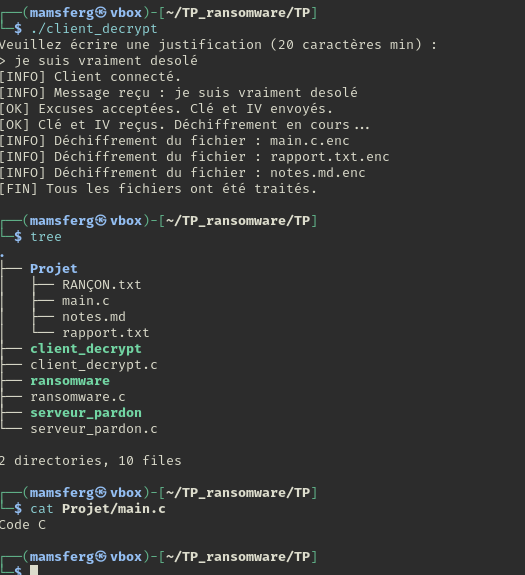 ┌──(mamsferg㉿vbox)-[~/TP_ransomware/TP]
└─$ ./client_decrypt
Veuillez écrire une justification (20 caractères min) :
> je suis vraiment desolé
[INFO] Client connecté.
[INFO] Message reçu : je suis vraiment desolé
[OK] Excuses acceptées. Clé et IV envoyés.
[OK] Clé et IV reçus. Déchiffrement en cours...
[INFO] Déchiffrement du fichier : main.c.enc
[INFO] Déchiffrement du fichier : rapport.txt.enc
[INFO] Déchiffrement du fichier : notes.md.enc
[FIN] Tous les fichiers ont été traités.
┌──(mamsferg㉿vbox)-[~/TP_ransomware/TP]
└─$ tree
.
├── Projet
│   ├── RANÇON.txt
│   ├── main.c
│   ├── notes.md
│   └── rapport.txt
├── client_decrypt
├── client_decrypt.c
├── ransomware
├── ransomware.c
├── serveur_pardon
└── serveur_pardon.c
2 directories, 10 files
┌──(mamsferg㉿vbox)-[~/TP_ransomware/TP]
└─$ cat Projet/main.c
Code C
┌──(mamsferg㉿vbox)-[~/TP_ransomware/TP]
└─$